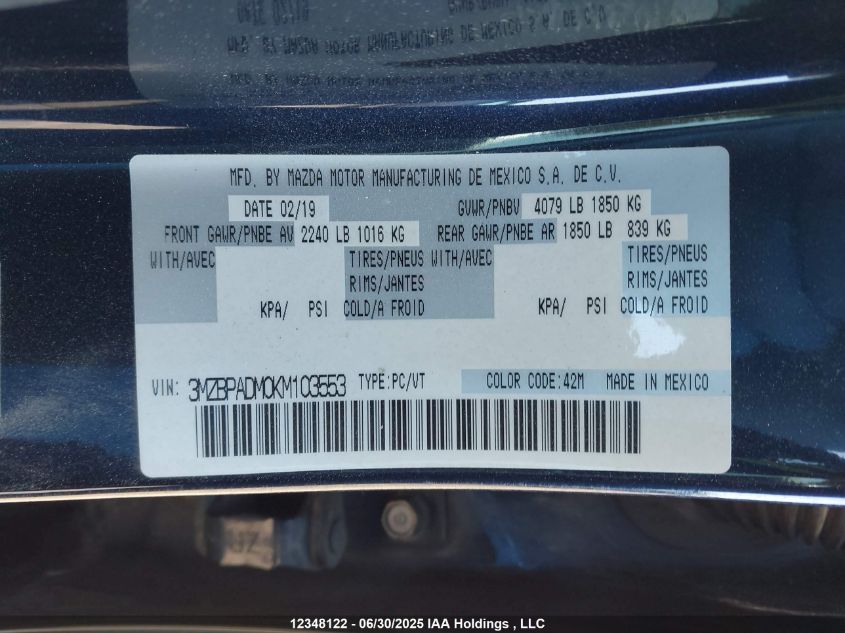 MFD. BY MAZDA MOTOR MANUFACTURING DE MEXICO S.A. DE C.V.
DATE 02/19 GVWR/PNBV 4079 LB 1850 KG
FRONT GAWR/PNBE AV 2240 LB 1016 KG REAR GAWR/PNBE AR 1850 LB 839 KG
WITH/AVEC TIRES/PNEUS WITH/AVEC TIRES/PNEUS
RIMS/JANTES RIMS/JANTES
KPA/ PSI COLD/A FROID KPA/ PSI COLD/A FROID
VIN: 3MZBPADM0KM103553 TYPE:PC/VT COLOR CODE:42M MADE IN MEXICO
12348122 - 06/30/2025 IAA Holdings , LLC